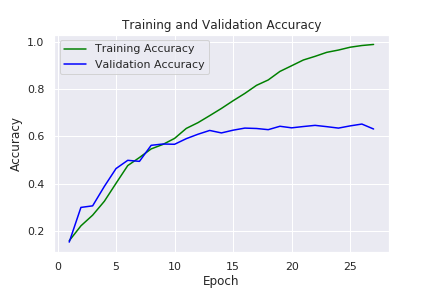 Training and Validation Accuracy
1.0
Training Accuracy
Validation Accuracy
0.8
0.6
0.4
0.2
Accuracy
0 5 10 15 20 25
Epoch